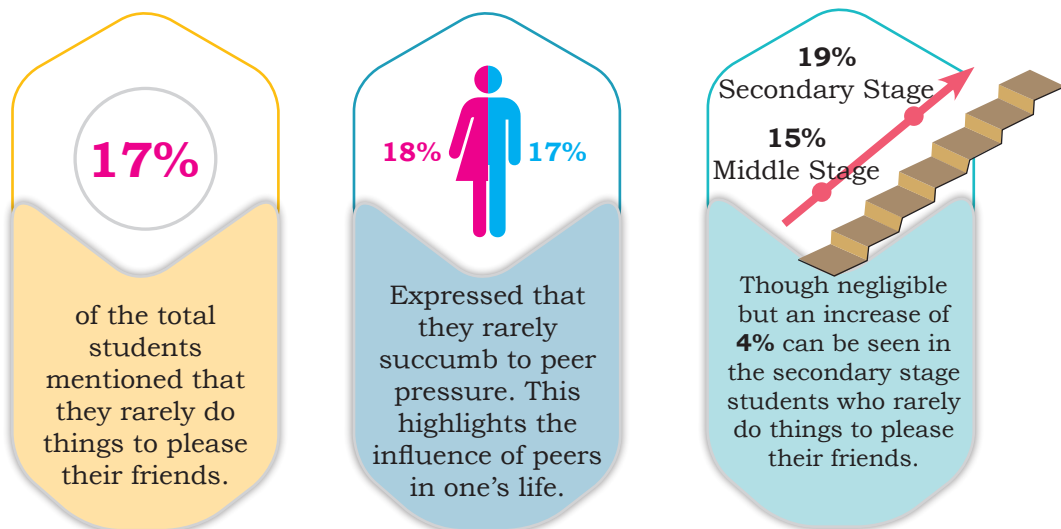 17%
of the total
students
mentioned that
they rarely do
things to please
their friends.
18%
17%
Expressed that
they rarely
succumb to peer
pressure. This
highlights the
influence of peers
in one's life.
19%
Secondary Stage
15%
Middle Stage
Though negligible
but an increase of
4% can be seen in
the secondary stage
students who rarely
do things to please
their friends.